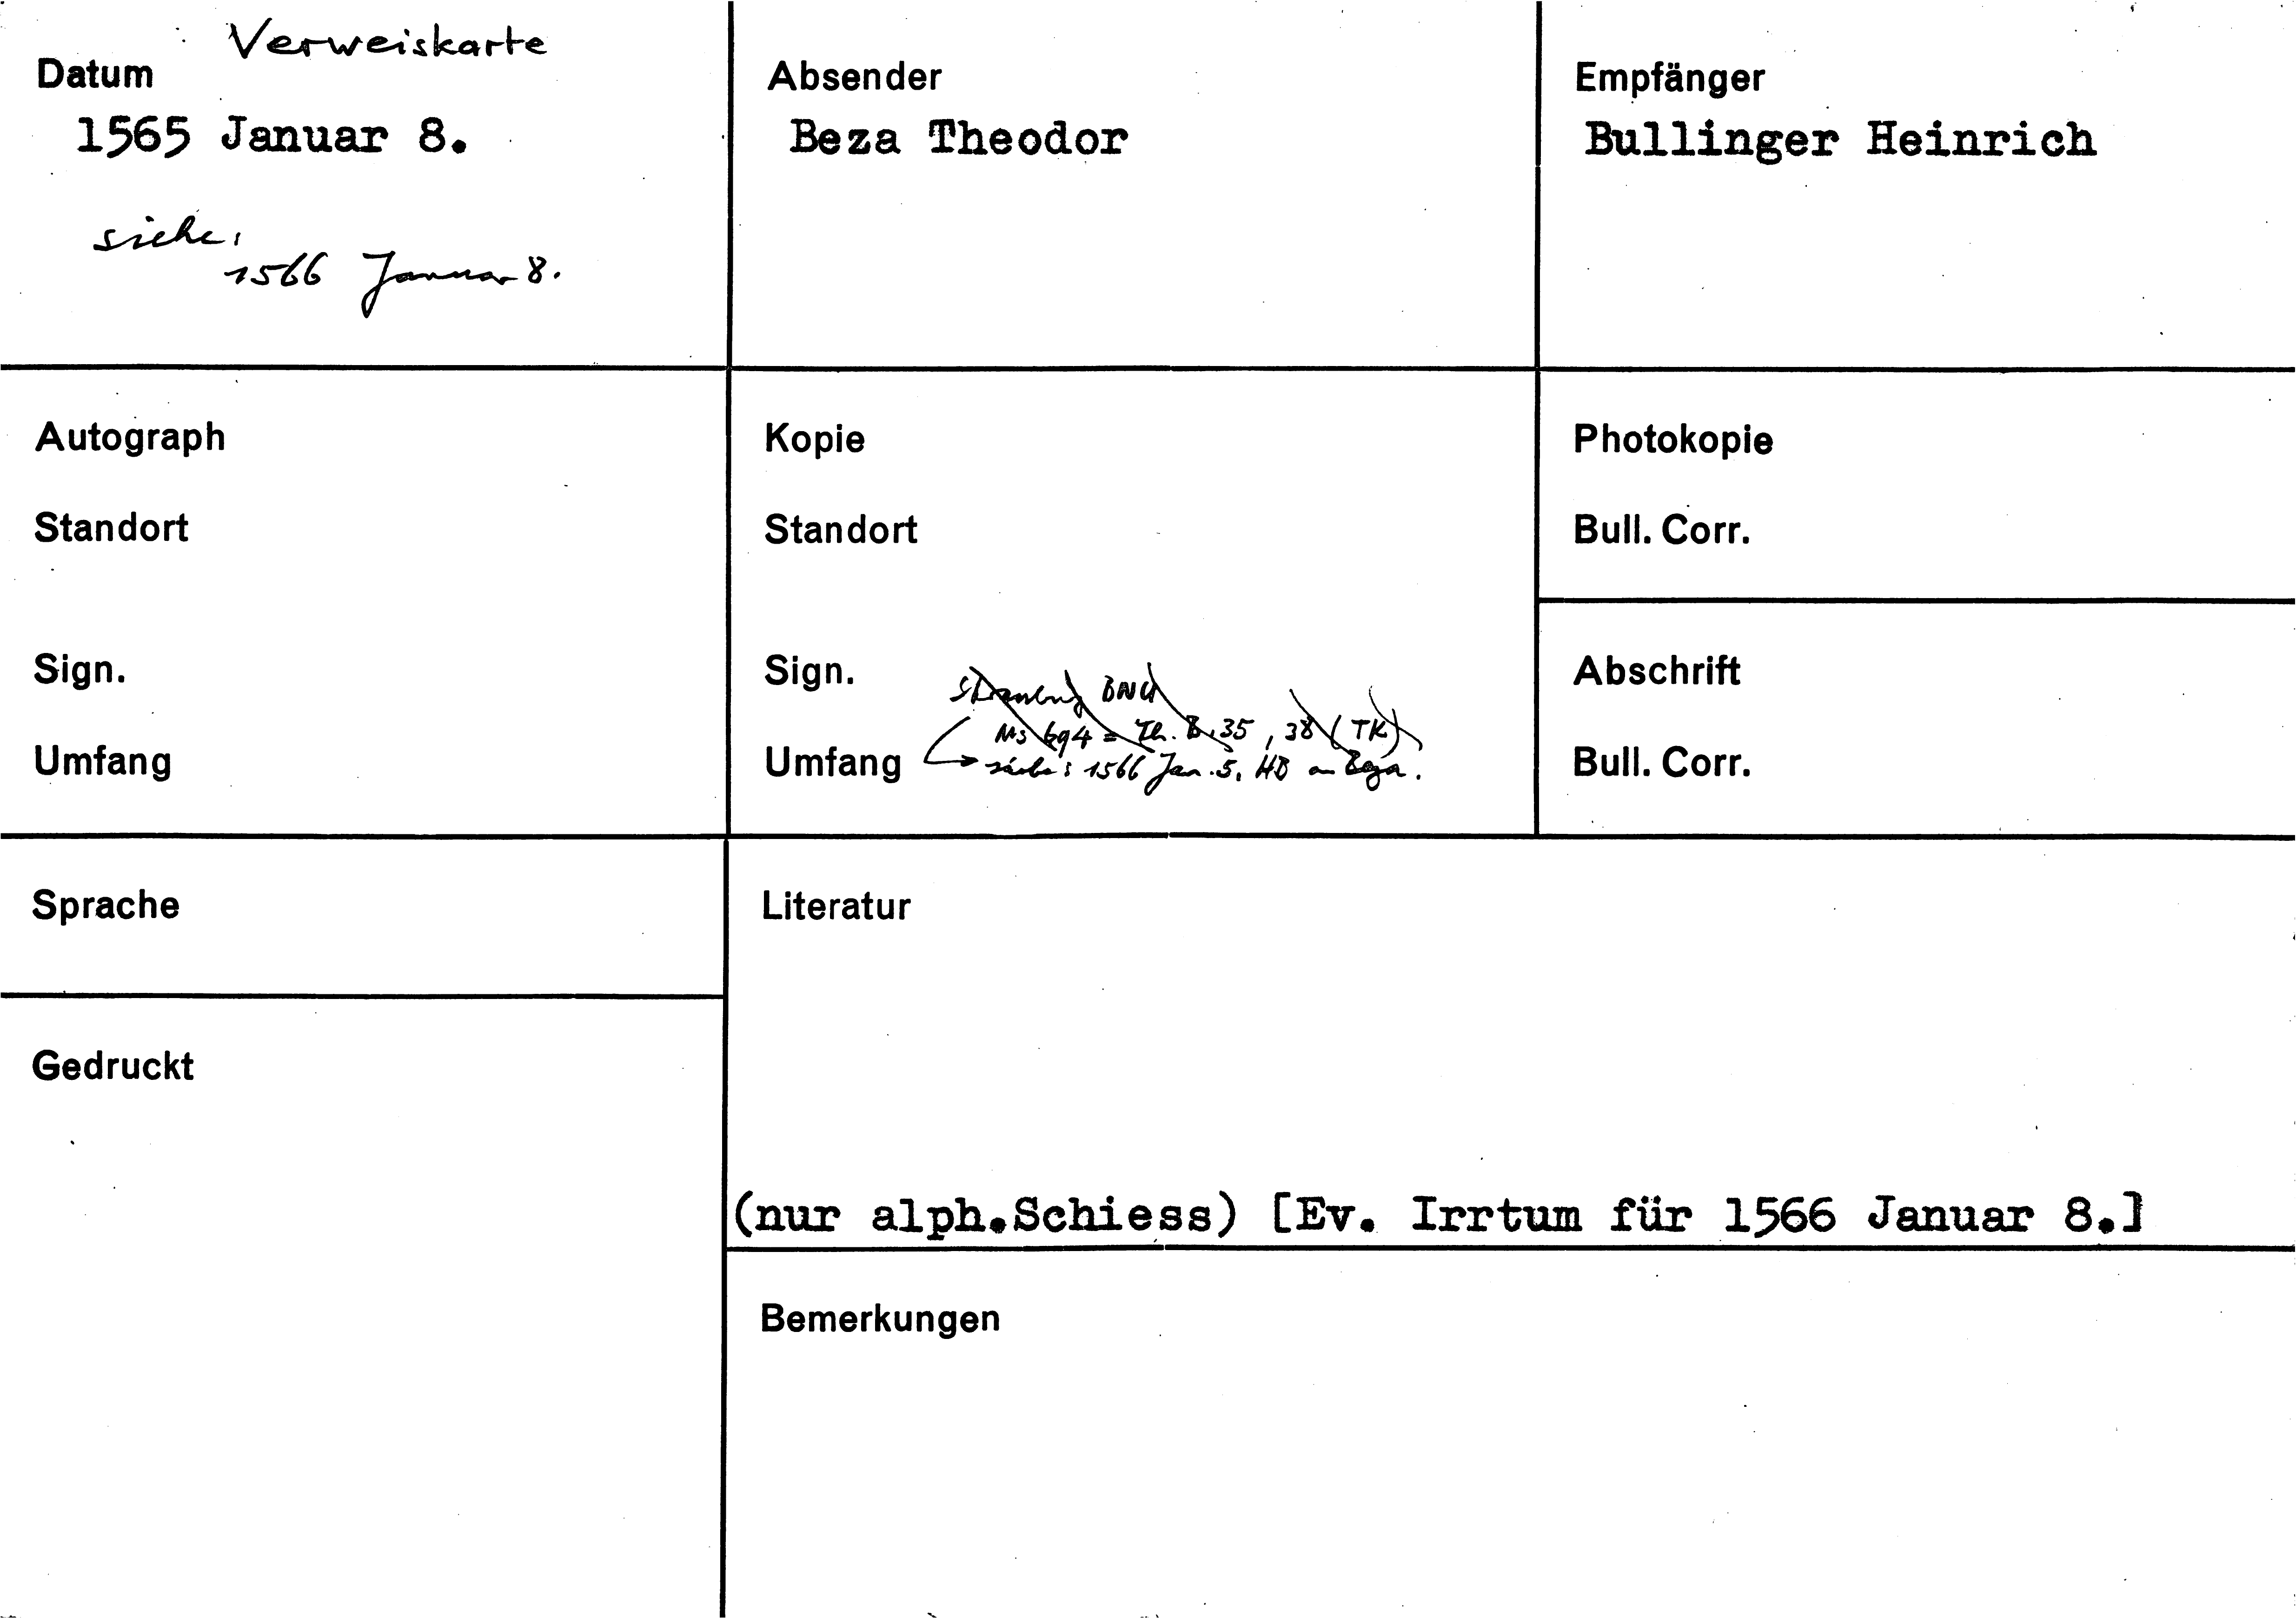 Verweiskarte
Datum
1565 Januar 8.
siehe:
1566 Januar 8.
Absender
Beza Theodor
Empfänger
Bullinger Heinrich
Autograph
Standort
Sign.
Umfang
Kopie
Standort
Sign.
Strassburg BNU
Ms 694 = Th. B. 35, 38 (TK)
Umfang
siehe: 1566 Jan. 5, HB an Beza.
Photokopie
Bull. Corr.
Abschrift
Bull. Corr.
Sprache
Gedruckt
Literatur
(nur alph.Schiess) [Ev. Irrtum für 1566 Januar 8.]
Bemerkungen